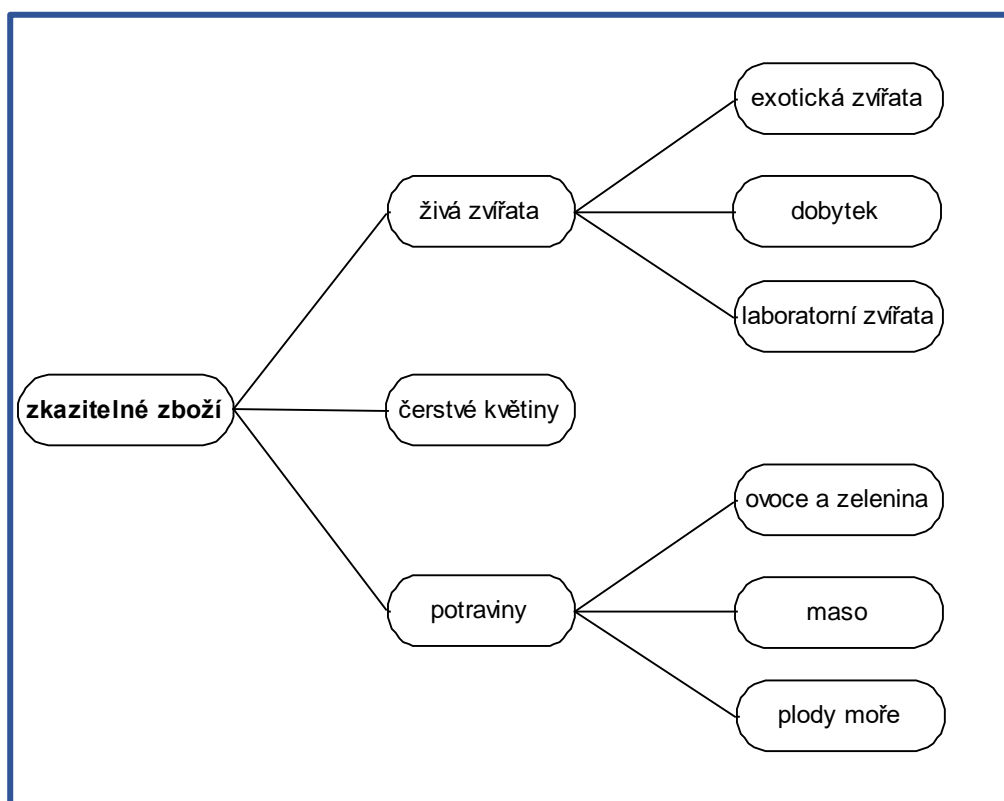 exotická zvířata
živá zvířata
dobytek
laboratorní zvířata
zkazitelné zboží
čerstvé květiny
ovoce a zelenina
potraviny
maso
plody moře